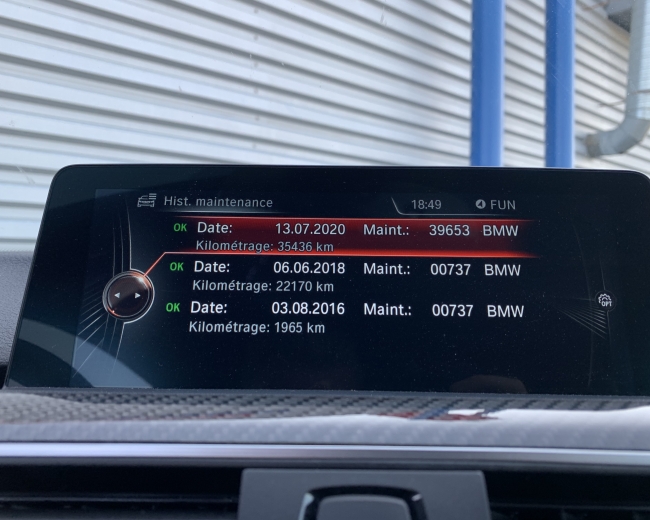 Hist. maintenance 18:49 4 FUN
OK Date: 13.07.2020 Maint.: 39653 BMW
Kilométrage: 35436 km
OK Date: 06.06.2018 Maint.: 00737 BMW
Kilométrage: 22170 km
OK Date: 03.08.2016 Maint.: 00737 BMW
Kilométrage: 1965 km
OPT